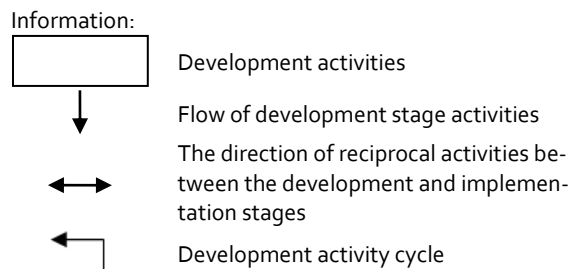 Information:
Development activities
Flow of development stage activities
The direction of reciprocal activities be-
tween the development and implemen-
tation stages
Development activity cycle